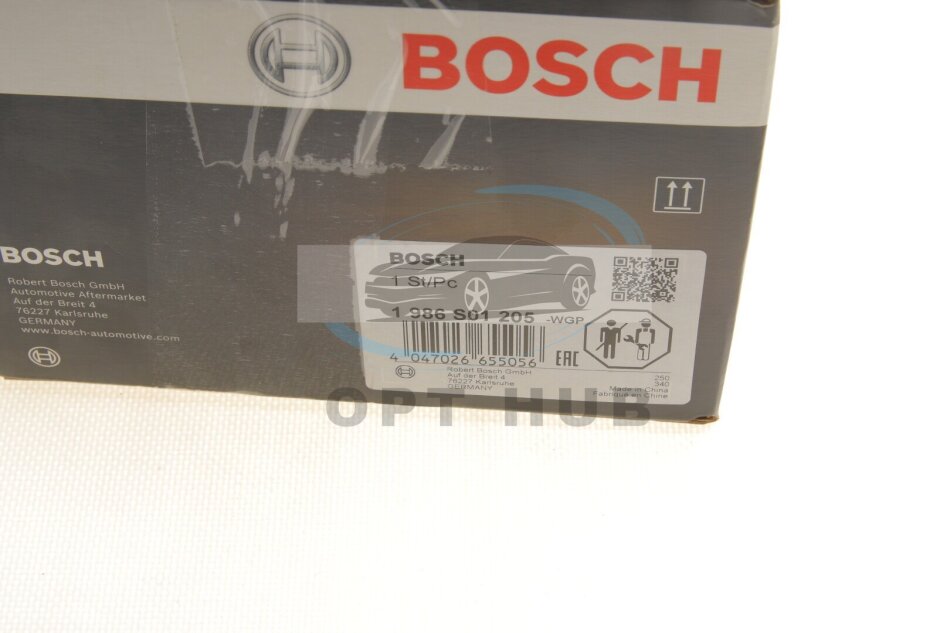 BOSCH
BOSCH
Robert Bosch GmbH
Automotive Aftermarket
Auf der Breit 4
76227 Karlsruhe
GERMANY
www.bosch-automotive.com
BOSCH
1 St/Pc
1 986 S01 205 -WGP
4 047026 655056
EAC
Robert Bosch GmbH
Auf der Breit 4
76227 Karlsruhe
GERMANY
250
340
Made in China
Fabriqué en Chine
OPT HUB